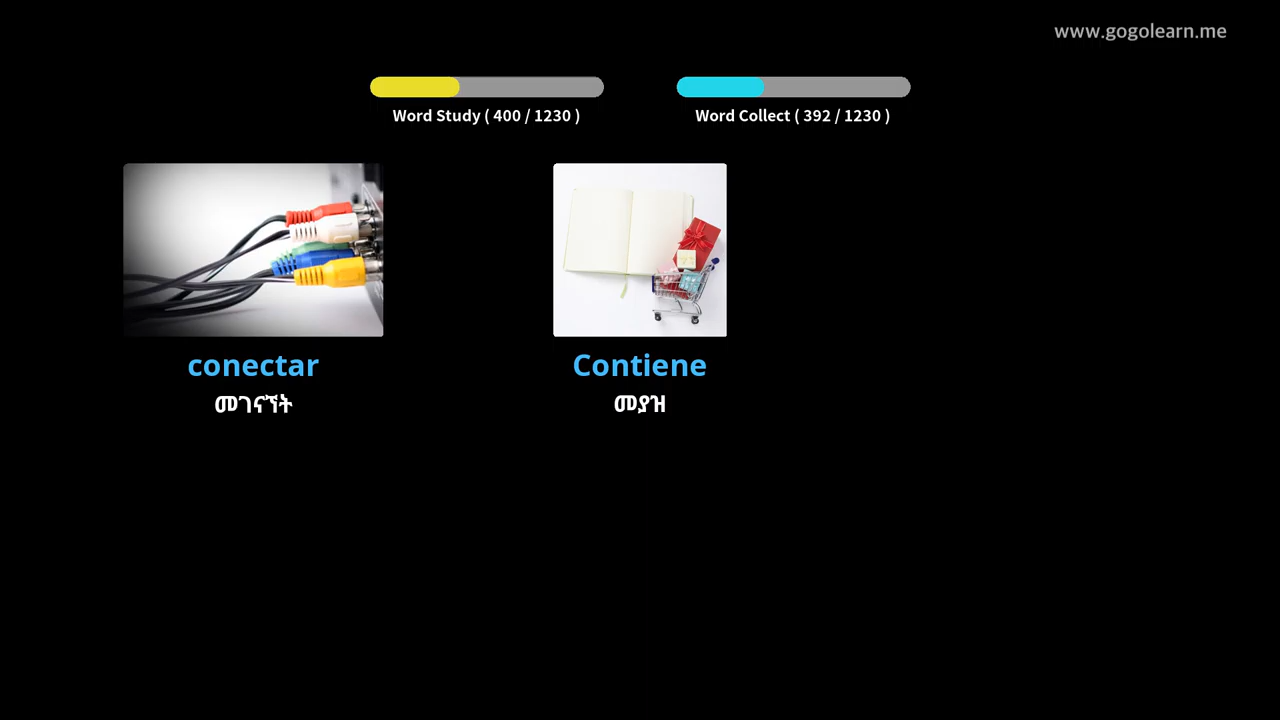 www.gogolearn.me
Word Study ( 400 / 1230 )
Word Collect ( 392 / 1230 )
conectar
መገናኘት
Contiene
መያዝ